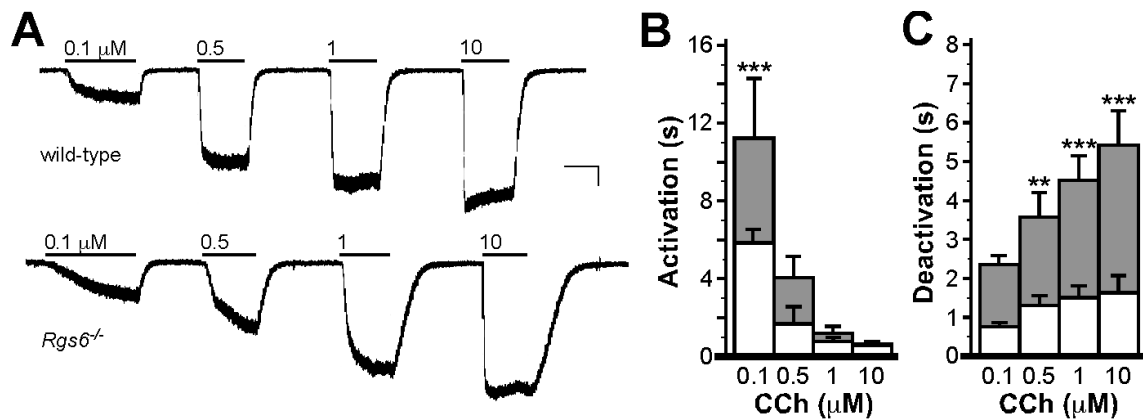 A
0.1 μM 0.5 1 10
wild-type
0.1 μM 0.5 1 10
Rgs6-/-
B
Activation (s)
16
12
8
4
0
***
0.1 0.5 1 10
CCh (μM)
C
Deactivation (s)
8
7
6
5
4
3
2
1
0
** *** ***
0.1 0.5 1 10
CCh (μM)